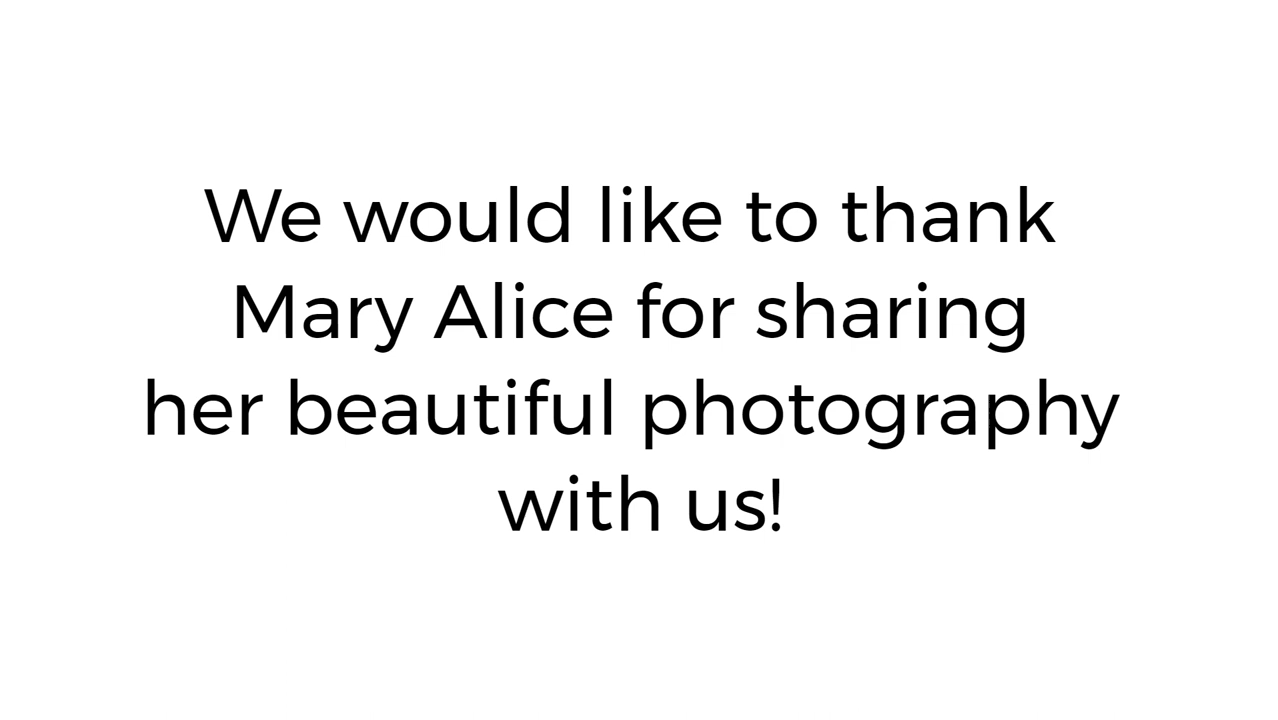 We would like to thank
Mary Alice for sharing
her beautiful photography
with us!